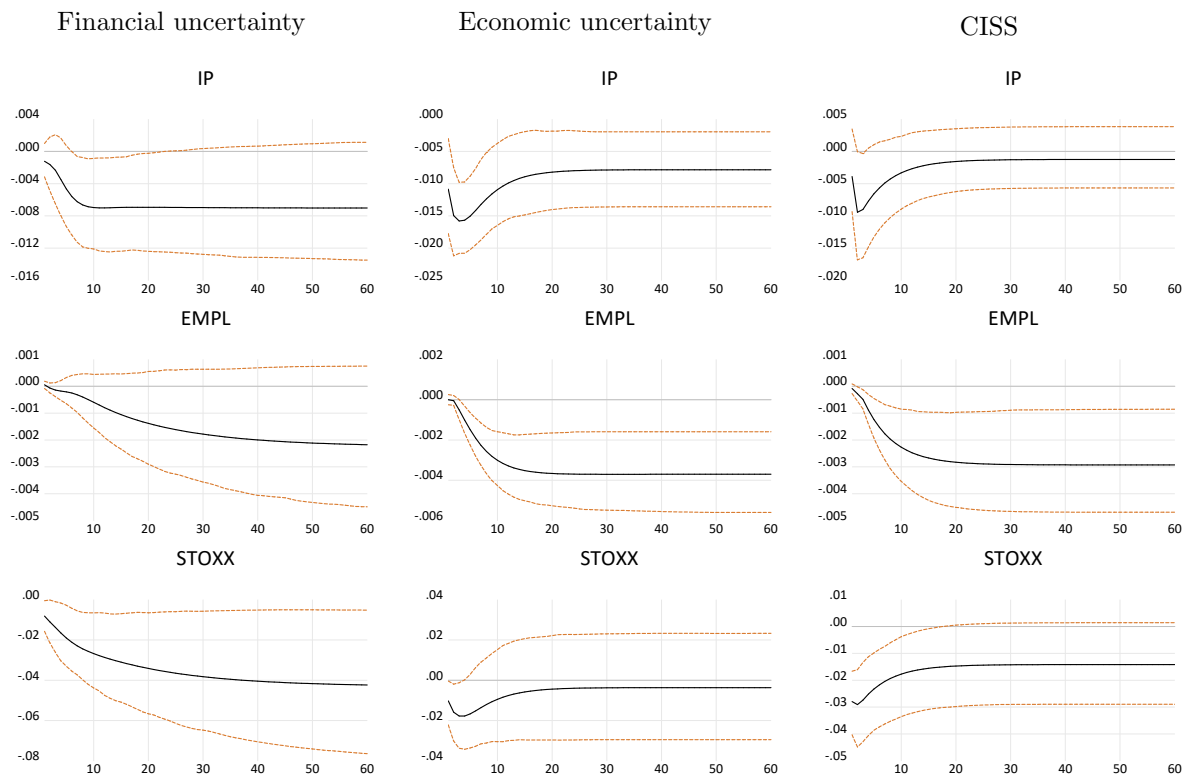 Financial uncertainty Economic uncertainty CISS
IP IP IP
.004 .000 .005
.000 -.005 .000
-.004 -.010 -.005
-.008 -.015 -.010
-.012 -.020 -.015
-.016 -.025 -.020
10 20 30 40 50 60 10 20 30 40 50 60 10 20 30 40 50 60
EMPL EMPL EMPL
.001 .002 .001
.000 .000 .000
-.001 -.002 -.001
-.002 -.004 -.002
-.003 -.006 -.003
-.004 -.004
-.005 -.005
10 20 30 40 50 60 10 20 30 40 50 60 10 20 30 40 50 60
STOXX STOXX STOXX
.00 .04 .01
-.02 .02 .00
-.04 .00 -.01
-.06 -.02 -.02
-.08 -.04 -.03
-.04
-.05
10 20 30 40 50 60 10 20 30 40 50 60 10 20 30 40 50 60